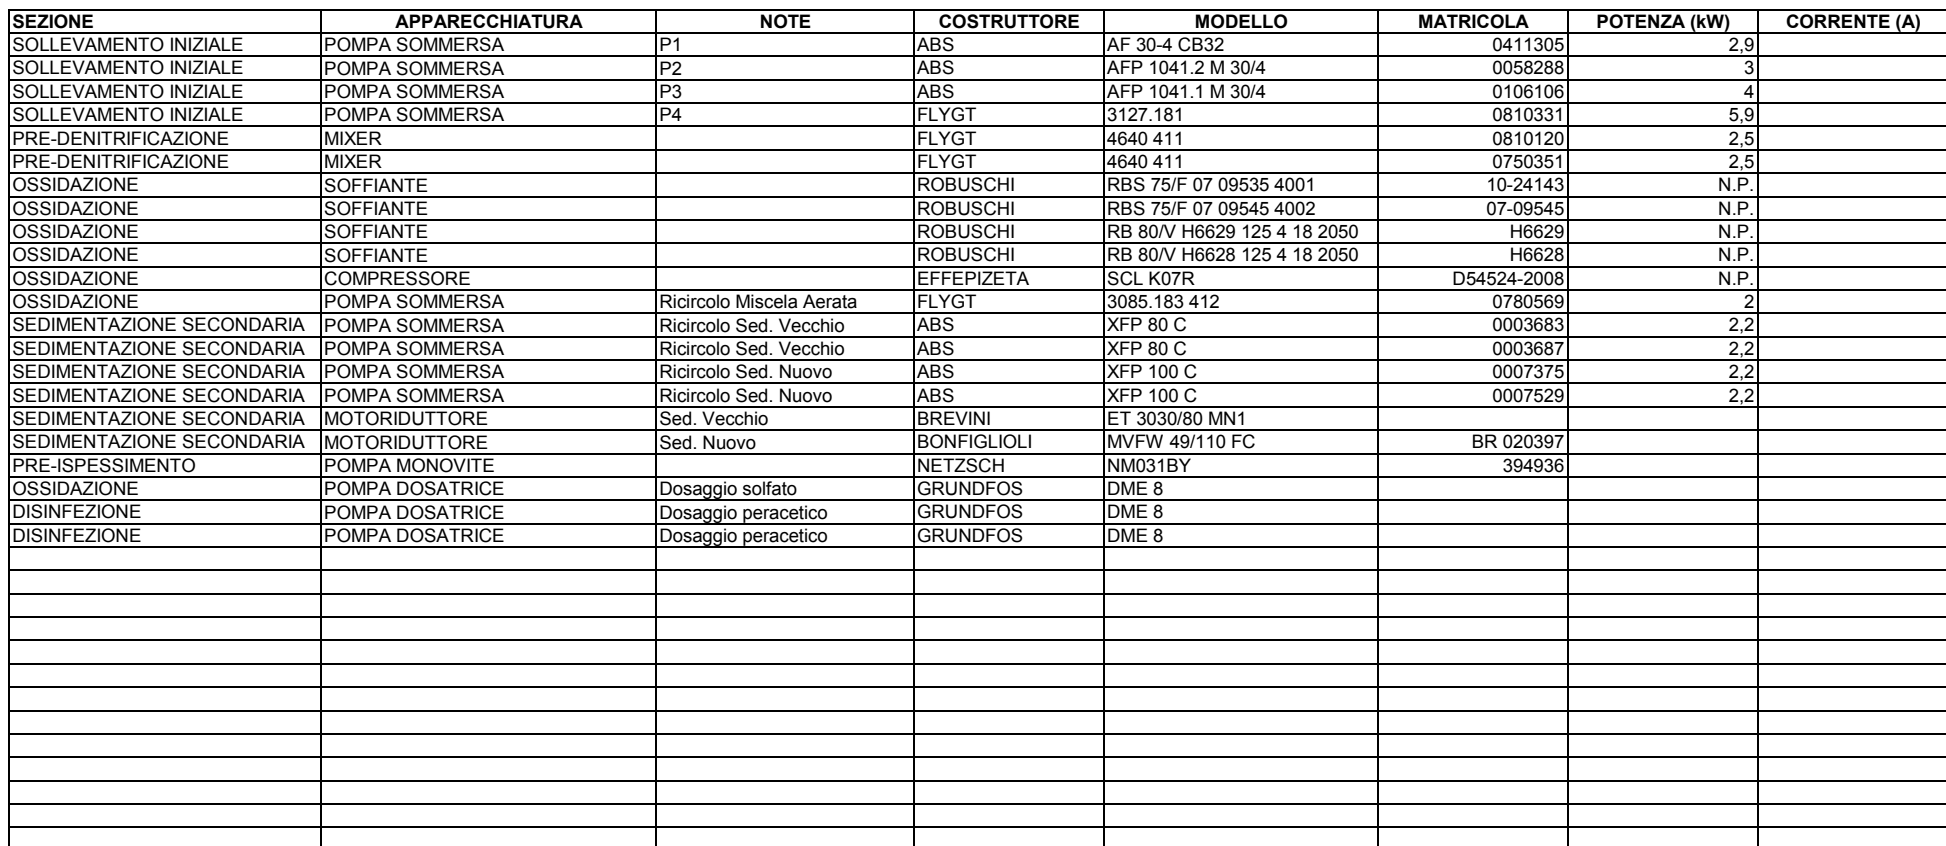 SEZIONE APPARECCHIATURA NOTE COSTRUTTORE MODELLO MATRICOLA POTENZA (kW) CORRENTE (A)
SOLLEVAMENTO INIZIALE POMPA SOMMERSA P1 ABS AF 30-4 CB32 0411305 2,9
SOLLEVAMENTO INIZIALE POMPA SOMMERSA P2 ABS AFP 1041.2 M 30/4 0058288 3
SOLLEVAMENTO INIZIALE POMPA SOMMERSA P3 ABS AFP 1041.1 M 30/4 0106106 4
SOLLEVAMENTO INIZIALE POMPA SOMMERSA P4 FLYGT 3127.181 0810331 5,9
PRE-DENITRIFICAZIONE MIXER FLYGT 4640 411 0810120 2,5
PRE-DENITRIFICAZIONE MIXER FLYGT 4640 411 0750351 2,5
OSSIDAZIONE SOFFIANTE ROBUSCHI RBS 75/F 07 09535 4001 10-24143 N.P.
OSSIDAZIONE SOFFIANTE ROBUSCHI RBS 75/F 07 09545 4002 07-09545 N.P.
OSSIDAZIONE SOFFIANTE ROBUSCHI RB 80/V H6629 125 4 18 2050 H6629 N.P.
OSSIDAZIONE SOFFIANTE ROBUSCHI RB 80/V H6628 125 4 18 2050 H6628 N.P.
OSSIDAZIONE COMPRESSORE EFFEPIZETA SCL K07R D54524-2008 N.P.
OSSIDAZIONE POMPA SOMMERSA Ricircolo Miscela Aerata FLYGT 3085.183 412 0780569 2
SEDIMENTAZIONE SECONDARIA POMPA SOMMERSA Ricircolo Sed. Vecchio ABS XFP 80 C 0003683 2,2
SEDIMENTAZIONE SECONDARIA POMPA SOMMERSA Ricircolo Sed. Vecchio ABS XFP 80 C 0003687 2,2
SEDIMENTAZIONE SECONDARIA POMPA SOMMERSA Ricircolo Sed. Nuovo ABS XFP 100 C 0007375 2,2
SEDIMENTAZIONE SECONDARIA POMPA SOMMERSA Ricircolo Sed. Nuovo ABS XFP 100 C 0007529 2,2
SEDIMENTAZIONE SECONDARIA MOTORIDUTTORE Sed. Vecchio BREVINI ET 3030/80 MN1
SEDIMENTAZIONE SECONDARIA MOTORIDUTTORE Sed. Nuovo BONFIGLIOLI MVFW 49/110 FC BR 020397
PRE-ISPESSIMENTO POMPA MONOVITE NETZSCH NM031BY 394936
OSSIDAZIONE POMPA DOSATRICE Dosaggio solfato GRUNDFOS DME 8
DISINFEZIONE POMPA DOSATRICE Dosaggio peracetico GRUNDFOS DME 8
DISINFEZIONE POMPA DOSATRICE Dosaggio peracetico GRUNDFOS DME 8